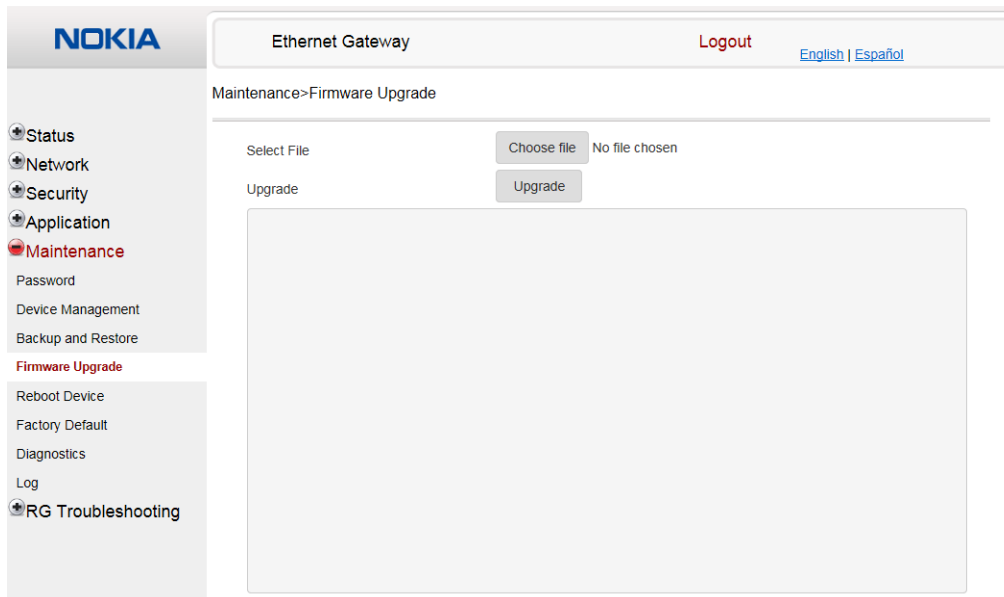 NOKIA
Ethernet Gateway
Logout
English | Español
Maintenance>Firmware Upgrade
Status
Network
Security
Application
Maintenance
Password
Device Management
Backup and Restore
Firmware Upgrade
Reboot Device
Factory Default
Diagnostics
Log
RG Troubleshooting
Select File
Choose file No file chosen
Upgrade
Upgrade